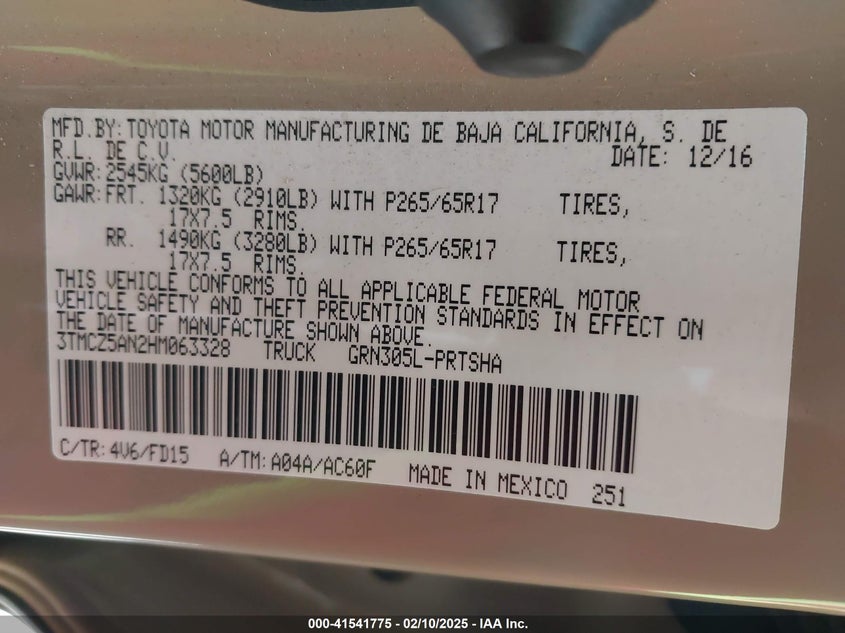 MFD.BY:TOYOTA MOTOR MANUFACTURING DE BAJA CALIFORNIA, S. DE
R.L. DE C.V. DATE: 12/16
GVWR:2545KG (5600LB)
GAWR:FRT. 1320KG (2910LB) WITH P265/65R17 TIRES,
17X7.5 RIMS.
RR. 1490KG (3280LB) WITH P265/65R17 TIRES,
17X7.5 RIMS.
THIS VEHICLE CONFORMS TO ALL APPLICABLE FEDERAL MOTOR
VEHICLE SAFETY AND THEFT PREVENTION STANDARDS IN EFFECT ON
THE DATE OF MANUFACTURE SHOWN ABOVE.
3TMCZ5AN2HM063328 TRUCK GRN305L-PRTSHA
C/TR: 4V6/FD15 A/TM: A04A/AC60F MADE IN MEXICO 251
000-41541775 — 02/10/2025 — IAA Inc.